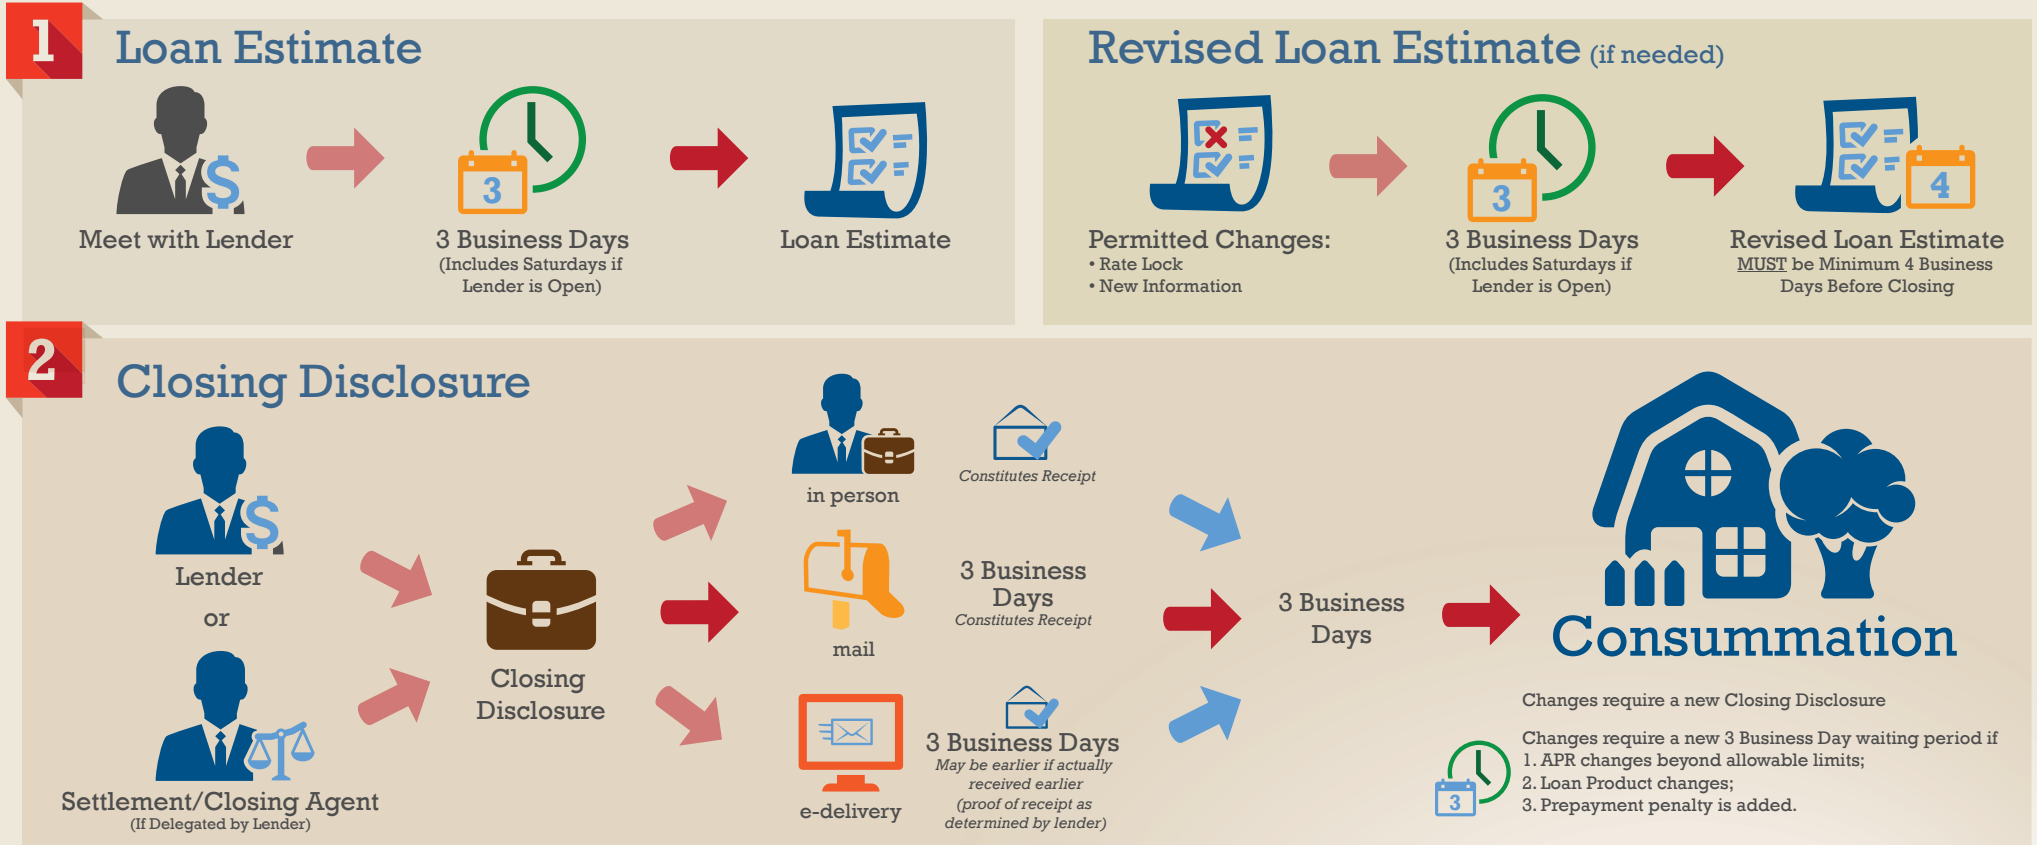 1
Loan Estimate
3
Meet with Lender
3 Business Days
(Includes Saturdays if
Lender is Open)
Loan Estimate
Revised Loan Estimate (if needed)
3
4
Permitted Changes:
• Rate Lock
• New Information
3 Business Days
(Includes Saturdays if
Lender is Open)
Revised Loan Estimate
MUST be Minimum 4 Business
Days Before Closing
2
Closing Disclosure
$
Lender
or
Settlement/Closing Agent
(If Delegated by Lender)
Closing
Disclosure
in person
Constitutes Receipt
mail
3 Business
Days
Constitutes Receipt
e-delivery
3 Business Days
May be earlier if actually
received earlier
(proof of receipt as
determined by lender)
3 Business
Days
Consummation
Changes require a new Closing Disclosure
3
Changes require a new 3 Business Day waiting period if
1. APR changes beyond allowable limits;
2. Loan Product changes;
3. Prepayment penalty is added.